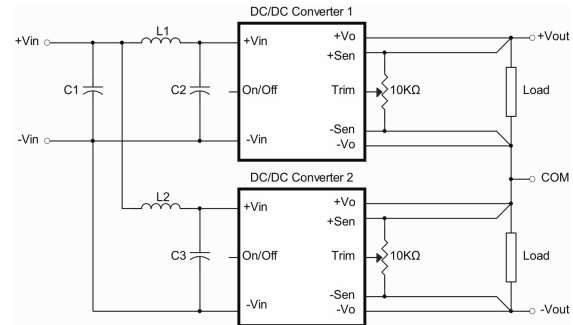 DC/DC Converter 1
+Vin
L1
+Vin
+Vo
+Vout
+Sen
C1
C2
On/Off
Trim
10KΩ
Load
-Sen
-Vin
-Vin
-Vo
DC/DC Converter 2
COM
L2
+Vin
+Vo
+Sen
C3
On/Off
Trim
10KΩ
Load
-Sen
-Vin
-Vo
-Vout